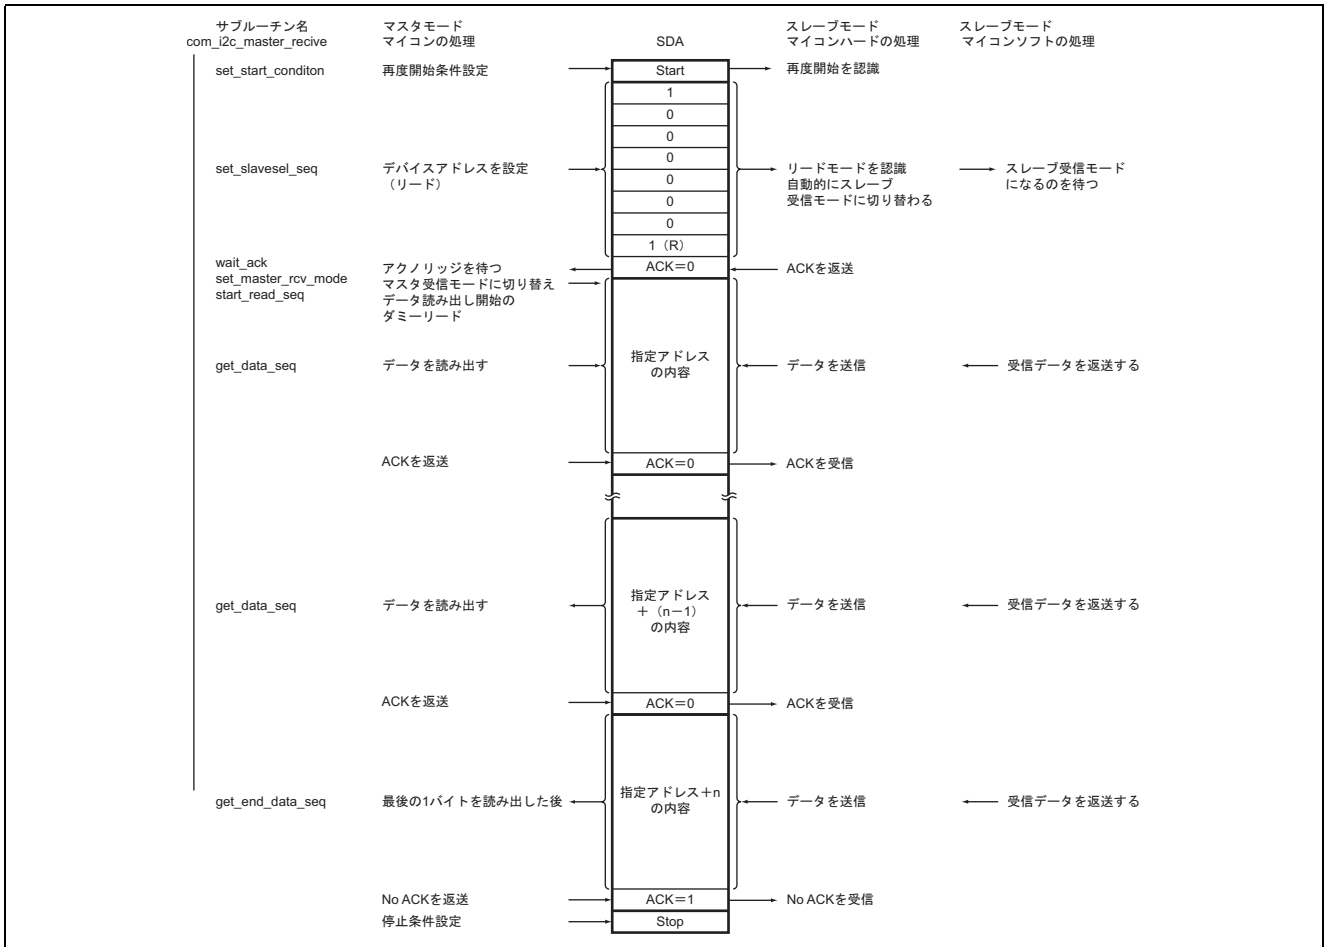 サブルーチン名 マスタモード スレーブモード スレーブモード
com_i2c_master_recive マイコンの処理 SDA マイコンハードの処理 マイコンソフトの処理
set_start_conditon 再度開始条件設定 Start 再度開始を認識
1
0
0
0
set_slavesel_seq デバイスアドレスを設定 リードモードを認識 スレーブ受信モード
(リード) 0 自動的にスレーブ になるのを待つ
0 受信モードに切り替わる
0
1(R)
wait_ack アクノリッジを待つ ACK=0 ACKを返送
set_master_rcv_mode マスタ受信モードに切り替え
start_read_seq データ読み出し開始の
ダミーリード
指定アドレス
get_data_seq データを読み出す の内容 データを送信 受信データを返送する
ACKを返送 ACK=0 ACKを受信
指定アドレス
get_data_seq データを読み出す +(n-1) データを送信 受信データを返送する
の内容
ACKを返送 ACK=0 ACKを受信
指定アドレス+n
get_end_data_seq 最後の1バイトを読み出した後 の内容 データを送信 受信データを返送する
No ACKを返送 ACK=1 No ACKを受信
停止条件設定 Stop